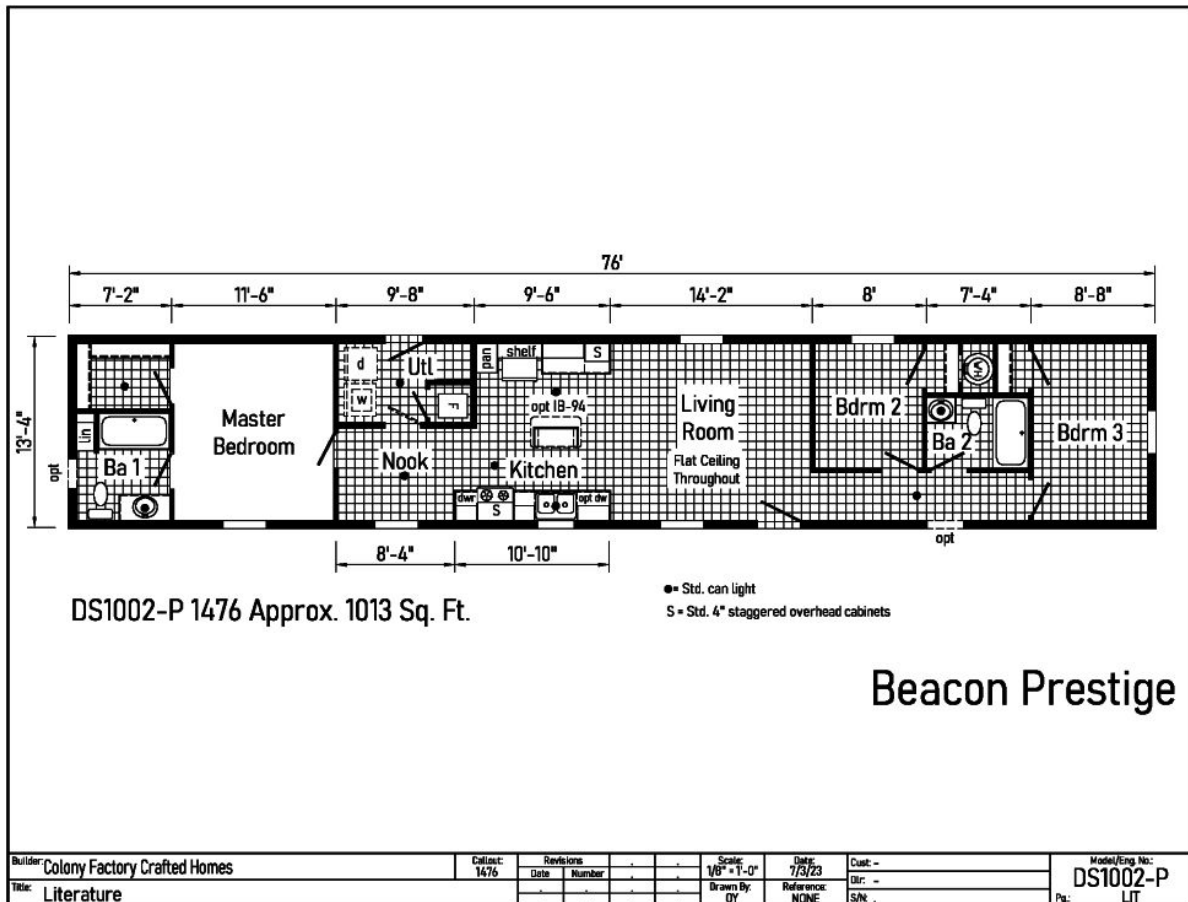 76'
7'-2" 11'-6" 9'-8" 9'-6" 14'-2" 8' 7'-4" 8'-8"
13'-4"
pan shelf S
d Utl
W F
WH
opt IB-94
Master
Bedroom
Living
Room
Flat Ceiling
Throughout
Bdrm 2
Ba 2
Bdrm 3
lin
Ba 1
opt
Nook
Kitchen
dwr S opt dw
opt
8'-4" 10'-10"
DS1002-P 1476 Approx. 1013 Sq. Ft.
●= Std. can light
S = Std. 4" staggered overhead cabinets
Beacon Prestige
Builder: Colony Factory Crafted Homes
Title: Literature
Callout:
1476
Revisions
Date Number
Scale:
1/8" = 1'-0"
Drawn By:
DY
Date:
7/3/23
Reference:
NONE
Cust: -
Dlr: -
S/N: .
Model/Eng. No.:
DS1002-P
Pg.: LIT